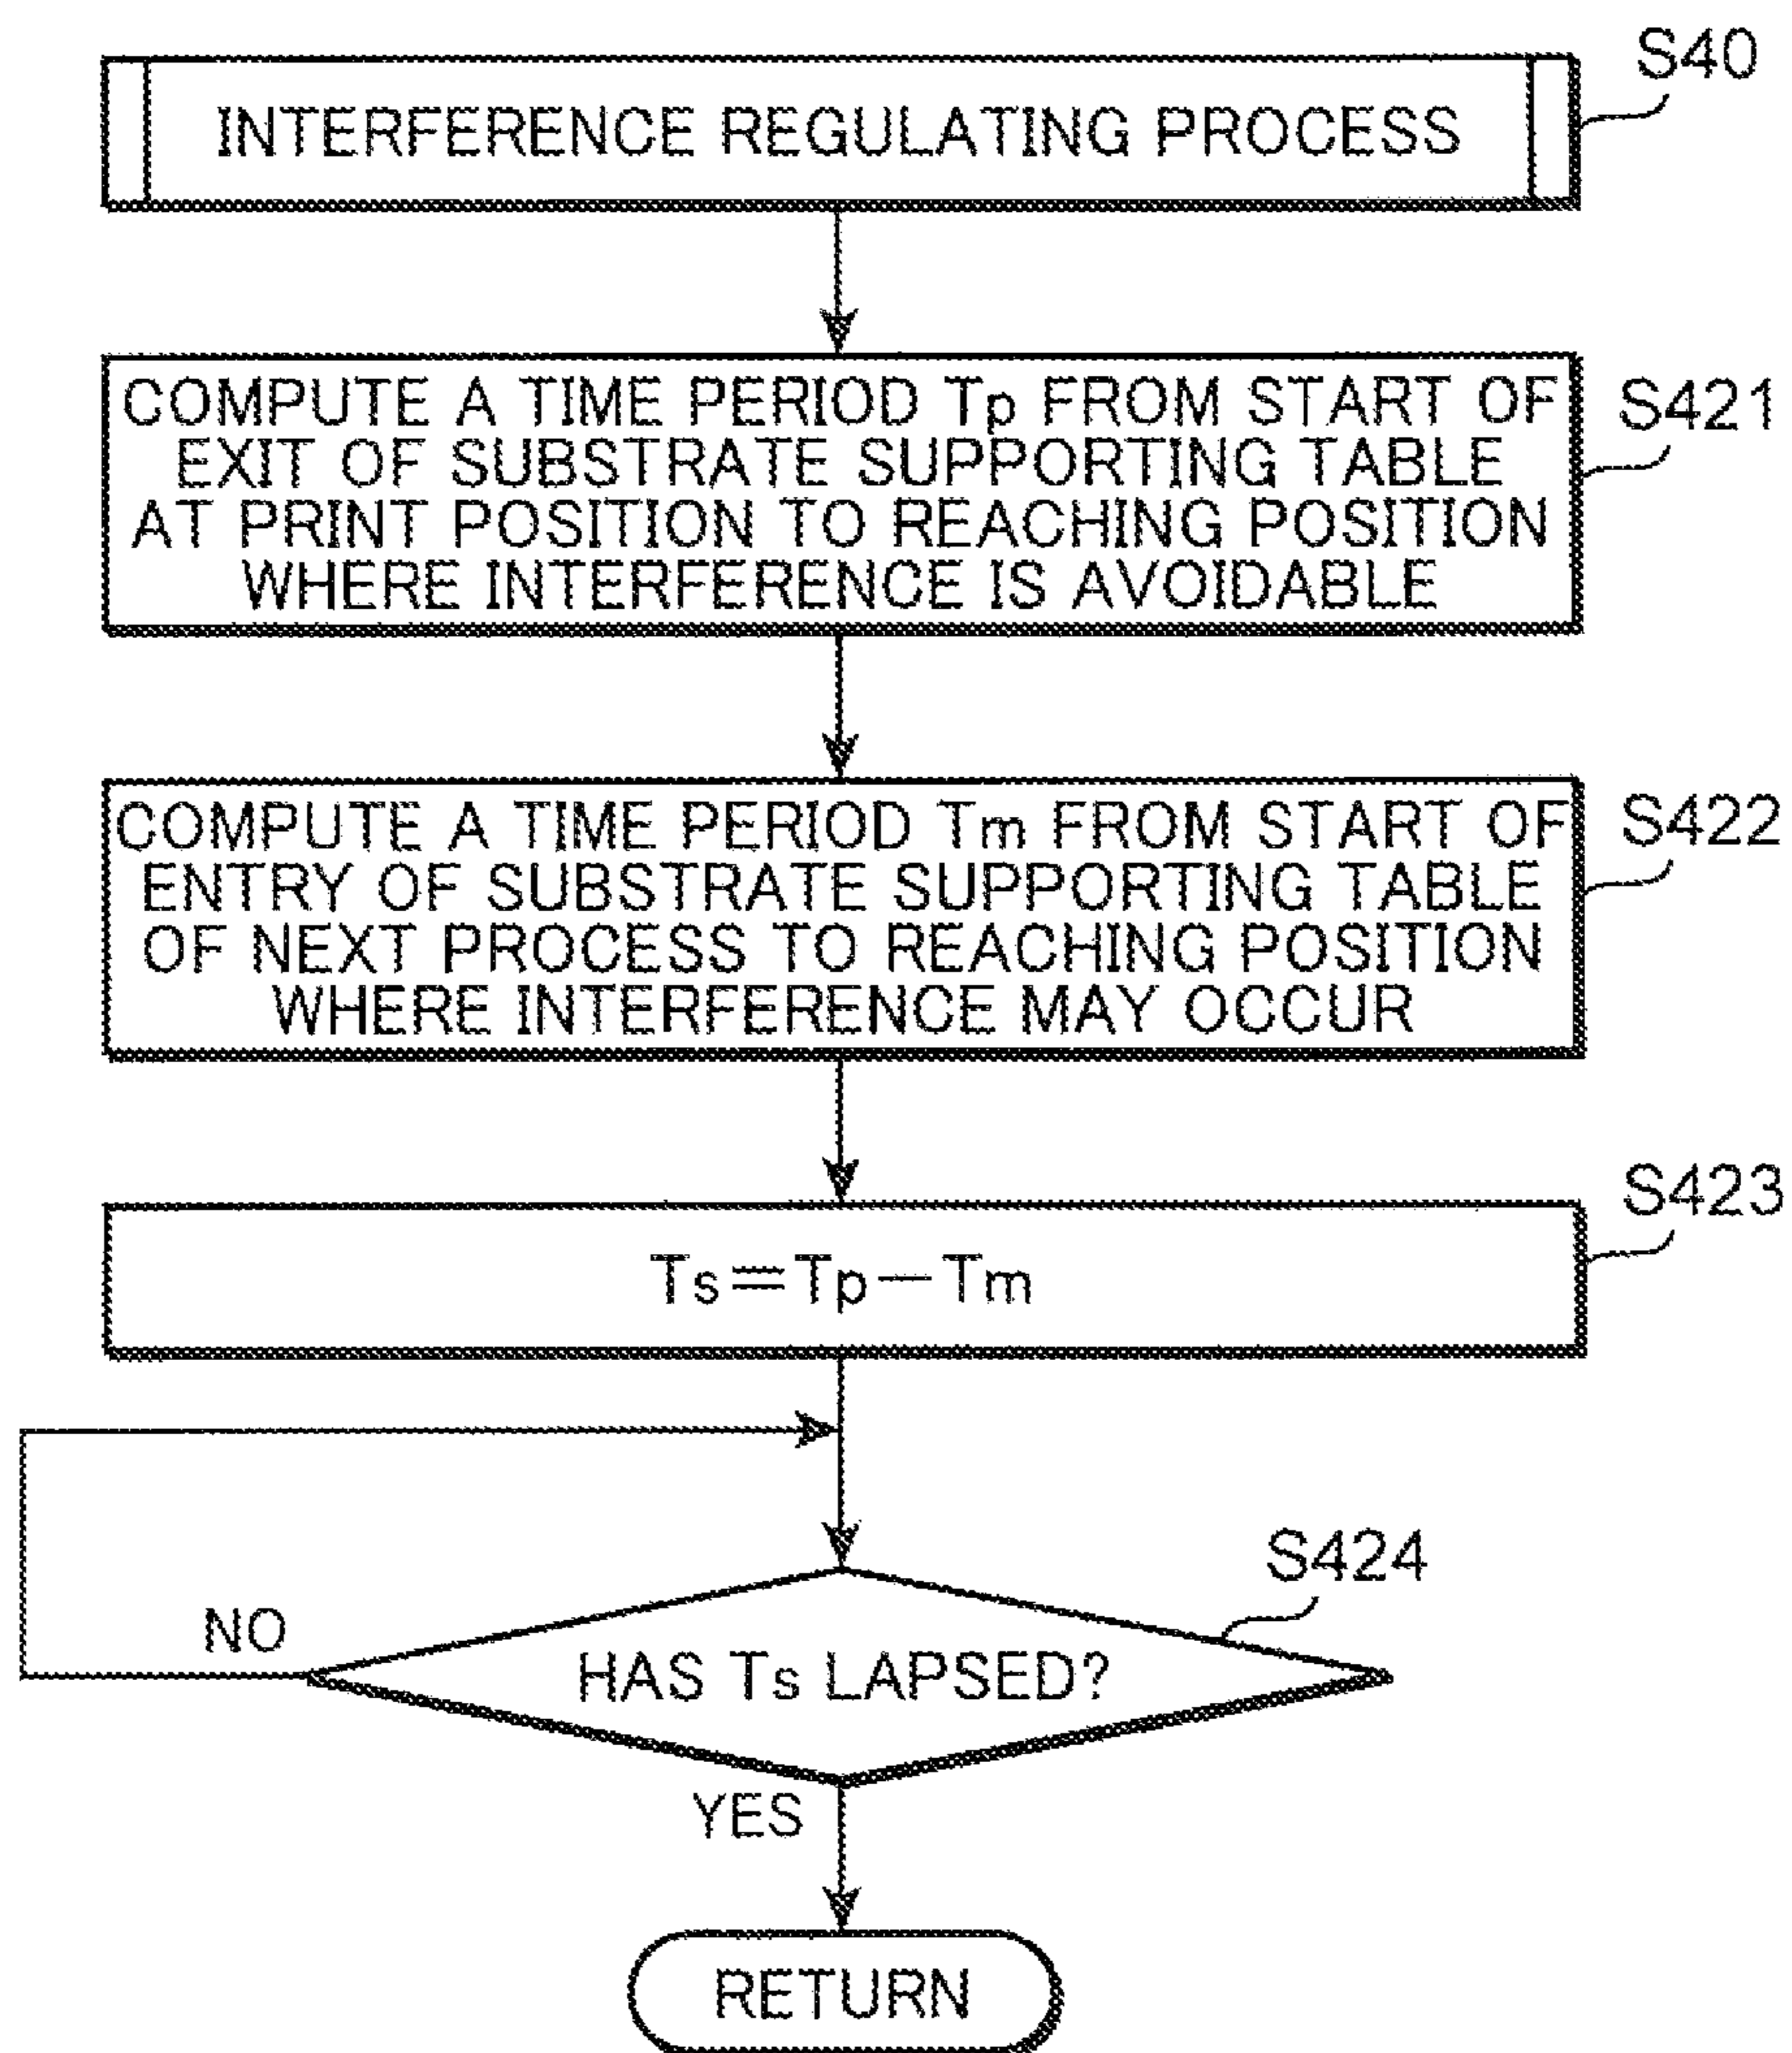 S40
INTERFERENCE REGULATING PROCESS
COMPUTE A TIME PERIOD Tp FROM START OF
EXIT OF SUBSTRATE SUPPORTING TABLE
AT PRINT POSITION TO REACHING POSITION
WHERE INTERFERENCE IS AVOIDABLE
S421
COMPUTE A TIME PERIOD Tm FROM START OF
ENTRY OF SUBSTRATE SUPPORTING TABLE
OF NEXT PROCESS TO REACHING POSITION
WHERE INTERFERENCE MAY OCCUR
S422
S423
Ts=Tp-Tm
S424
NO
HAS Ts LAPSED?
YES
RETURN